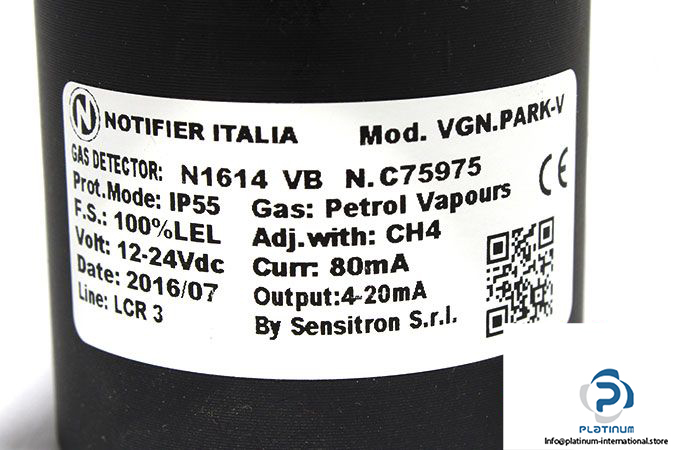 N NOTIFIER ITALIA Mod. VGN.PARK-V
GAS DETECTOR: N1614 VB N.C75975
Prot.Mode: IP55 Gas: Petrol Vapours
F.S.: 100%LEL Adj.with: CH4
Volt: 12-24Vdc Curr: 80mA
Date: 2016/07 Output:4-20mA
Line: LCR 3 By Sensitron S.r.l.
CE
PLATINUM
Info@platinum-international.store